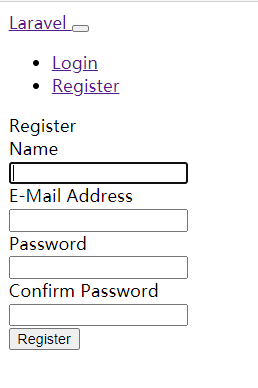 Laravel
Login
Register
Register
Name
E-Mail Address
Password
Confirm Password
Register